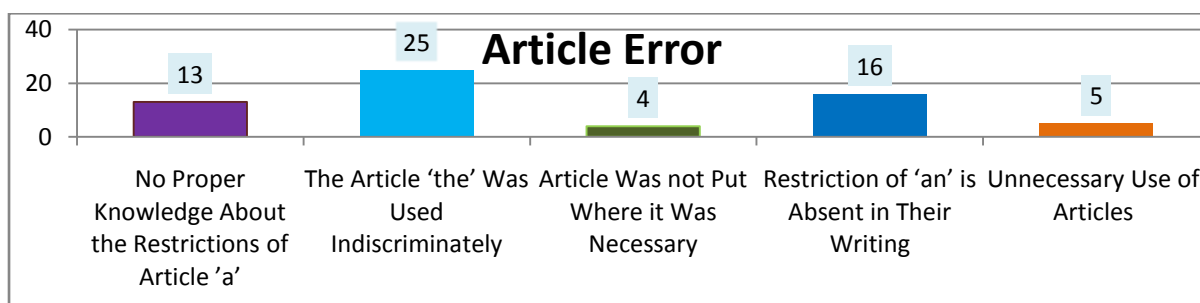 Article Error
40
20
0
13
25
4
16
5
No Proper
Knowledge About
the Restrictions of
Article ’a’
The Article ‘the’ Was
Used
Indiscriminately
Article Was not Put
Where it Was
Necessary
Restriction of ‘an’ is
Absent in Their
Writing
Unnecessary Use of
Articles